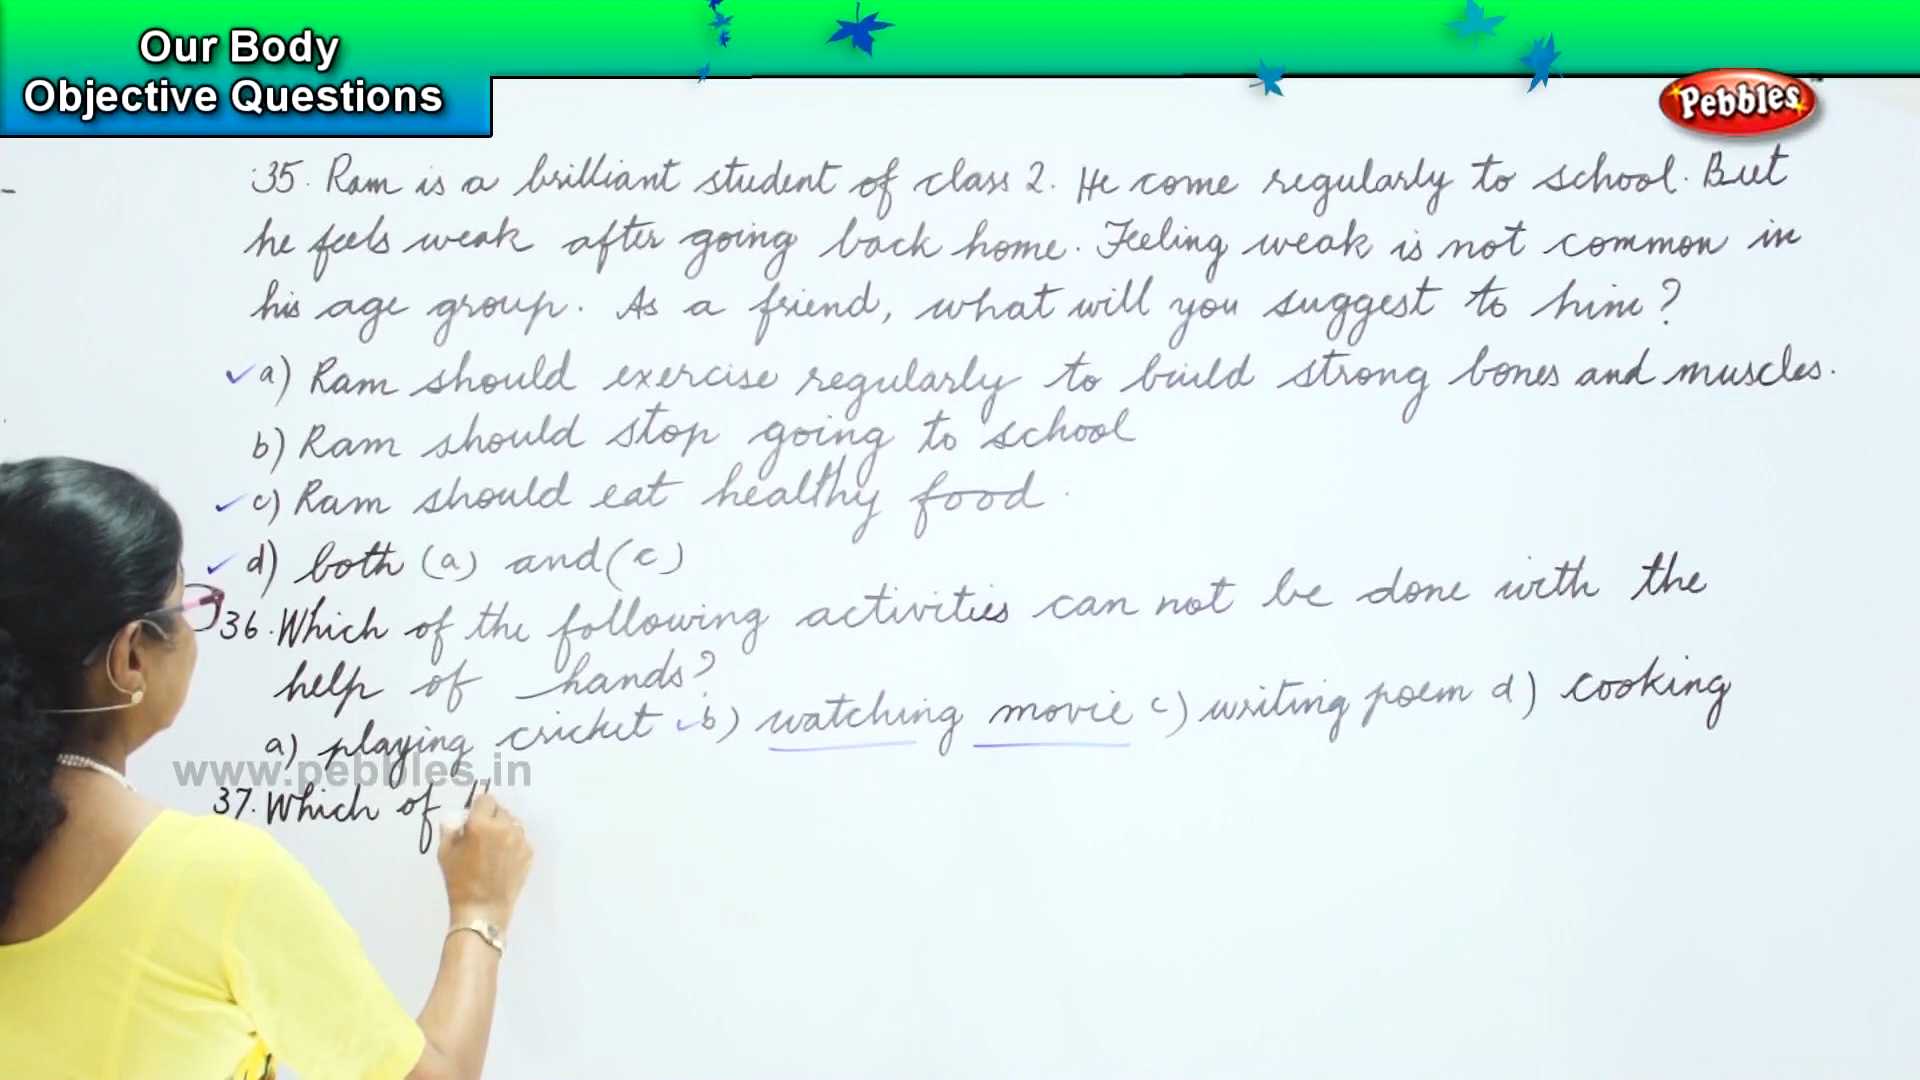 Our Body
Objective Questions
Pebbles
35. Ram is a brilliant student of class 2. He come regularly to school. But
he feels weak after going back home. Feeling weak is not common in
his age group. As a friend, what will you suggest to him?
a) Ram should exercise regularly to build strong bones and muscles.
b) Ram should stop going to school
c) Ram should eat healthy food.
d) both (a) and (c)
36. Which of the following activities can not be done with the
help of hands?
a) playing cricket b) watching movie c) writing poem d) cooking
www.pebbles.in
37. Which of